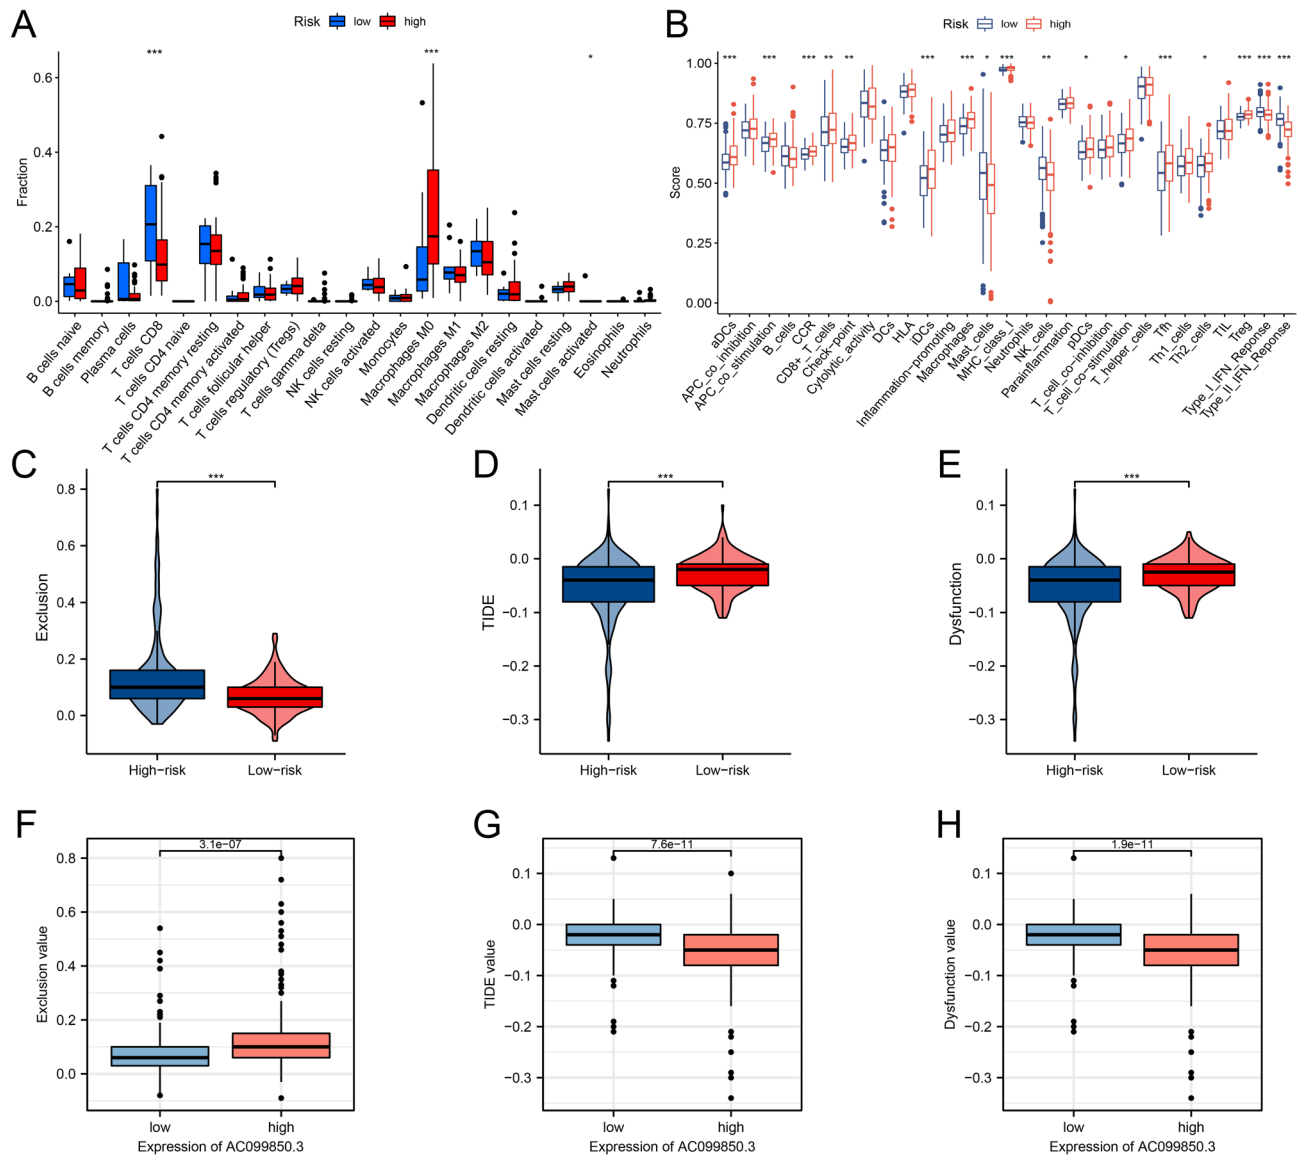 A
Risk low high
Fraction
0.6
0.4
0.2
0.0
***
***
*
B cells naive
B cells memory
Plasma cells
T cells CD8
T cells CD4 naive
T cells CD4 memory resting
T cells CD4 memory activated
T cells follicular helper
T cells regulatory (Tregs)
T cells gamma delta
NK cells resting
NK cells activated
Monocytes
Macrophages M0
Macrophages M1
Macrophages M2
Dendritic cells resting
Dendritic cells activated
Mast cells resting
Mast cells activated
Eosinophils
Neutrophils
B
Risk low high
Score
1.00
0.75
0.50
0.25
0.00
*** *** *** ** ** *** *** * *** ** * * *** * *** *** ***
aDCs
APC_co_inhibition
APC_co_stimulation
B_cells
CCR
CD8+_T_cells
Check−point
Cytolytic_activity
DCs
HLA
iDCs
Inflammation−promoting
Macrophages
Mast_cells
MHC_class_I
Neutrophils
NK_cells
Parainflammation
pDCs
T_cell_co−inhibition
T_cell_co−stimulation
T_helper_cells
Tfh
Th1_cells
Th2_cells
TIL
Treg
Type_I_IFN_Reponse
Type_II_IFN_Reponse
C
Exclusion
0.8
0.6
0.4
0.2
0.0
***
High−risk Low−risk
D
TIDE
0.1
−0.0
−0.1
−0.2
−0.3
***
High−risk Low−risk
E
Dysfunction
0.1
−0.0
−0.1
−0.2
−0.3
***
High−risk Low−risk
F
Exclusion value
0.8
0.6
0.4
0.2
0.0
3.1e−07
low high
Expression of AC099850.3
G
TIDE value
0.1
−0.0
−0.1
−0.2
−0.3
7.6e−11
low high
Expression of AC099850.3
H
Dysfunction value
0.1
−0.0
−0.1
−0.2
−0.3
1.9e−11
low high
Expression of AC099850.3